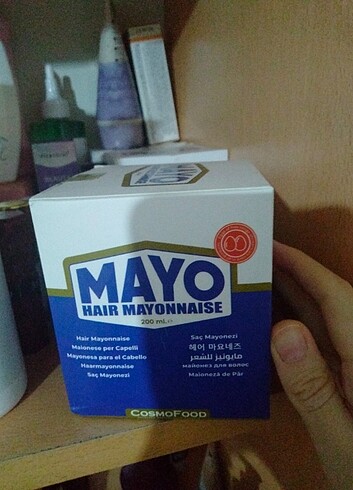 MAYO
MAYO
HAIR MAYONNAISE
200 mL e
Hair Mayonnaise
Maionese per Capelli
Mayonesa para el Cabello
Haarmayonnaise
Saç Mayonezi
Saç Mayonezi
헤어 마요네즈
مايونيز للشعر
майонез для волос
Maioneză de Păr
COSMOFOOD